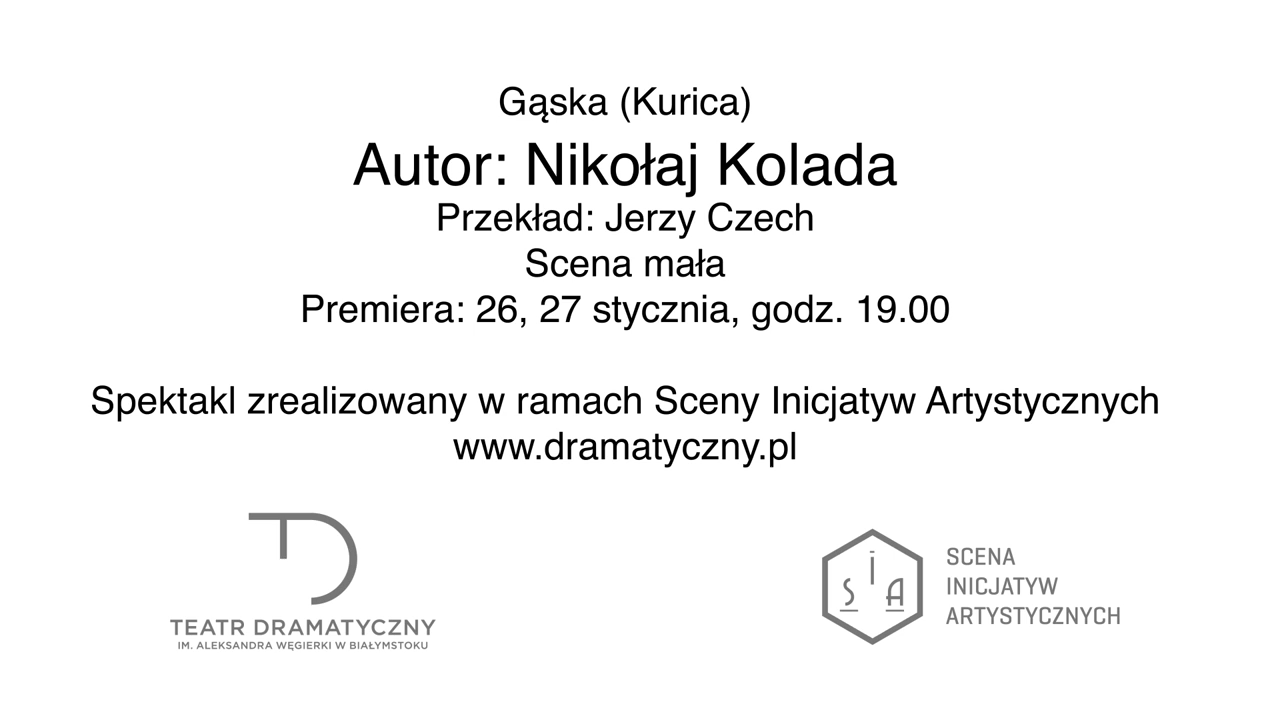 Gąska (Kurica)
Autor: Nikołaj Kolada
Przekład: Jerzy Czech
Scena mała
Premiera: 26, 27 stycznia, godz. 19.00
Spektakl zrealizowany w ramach Sceny Inicjatyw Artystycznych
www.dramatyczny.pl
TD
TEATR DRAMATYCZNY
IM. ALEKSANDRA WĘGIERKI W BIAŁYMSTOKU
SiA
SCENA
INICJATYW
ARTYSTYCZNYCH